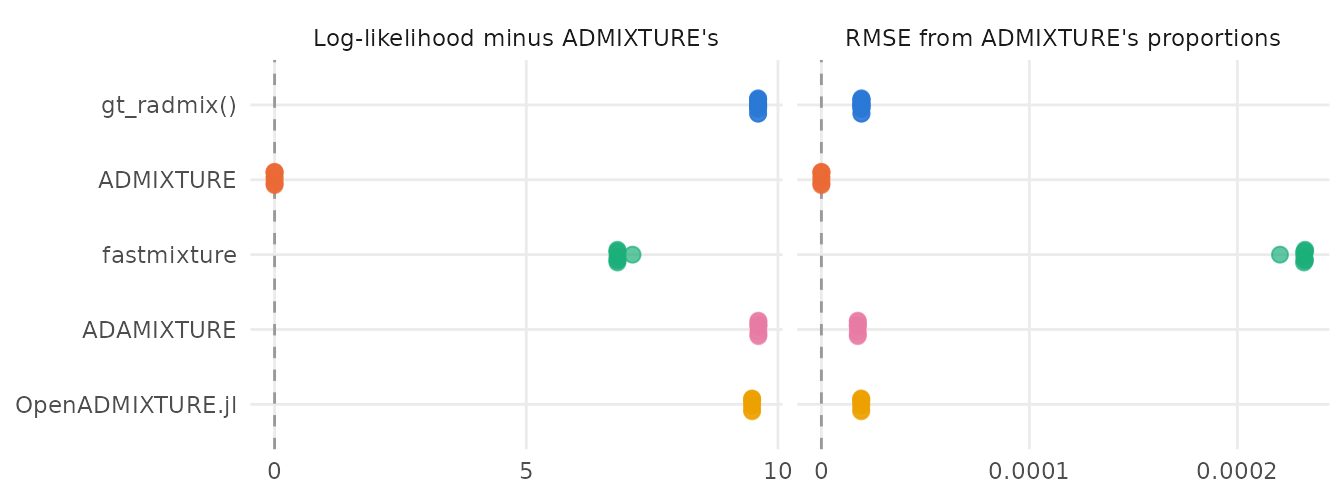 Log-likelihood minus ADMIXTURE's
RMSE from ADMIXTURE's proportions
gt_radmix()
ADMIXTURE
fastmixture
ADAMIXTURE
OpenADMIXTURE.jl
0 5 10
0 0.0001 0.0002